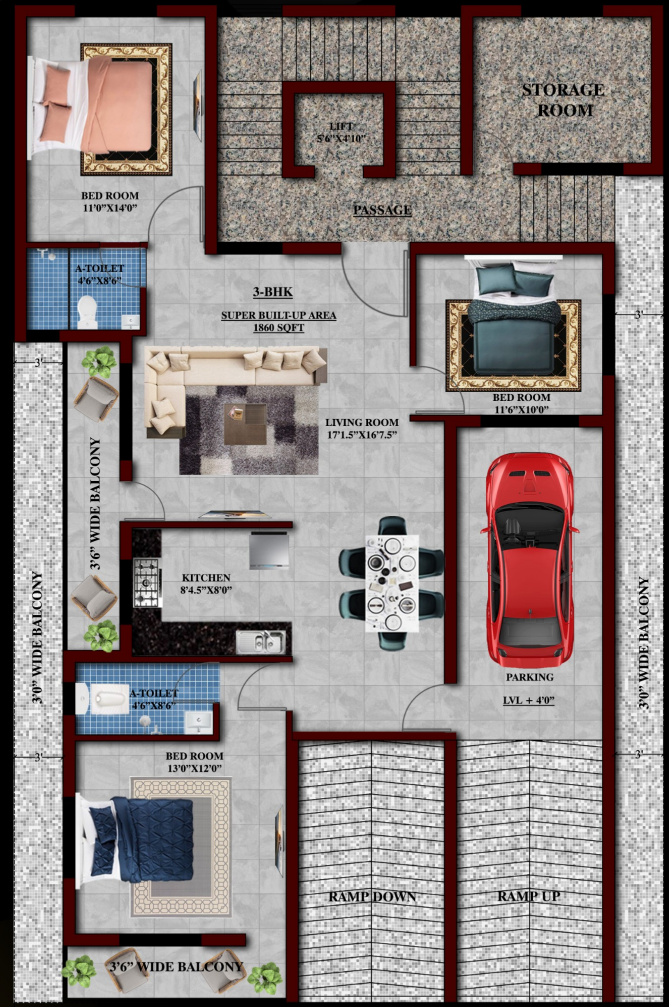 STORAGE
ROOM
LIFT
5'6"X4'10"
BED ROOM
11'0"X14'0"
PASSAGE
A-TOILET
4'6"X8'6"
3-BHK
SUPER BUILT-UP AREA
1860 SQFT
3'
3'
BED ROOM
11'6"X10'0"
LIVING ROOM
17'1.5"X16'7.5"
3'6" WIDE BALCONY
KITCHEN
8'4.5"X8'0"
3'0" WIDE BALCONY
3'0" WIDE BALCONY
PARKING
LVL + 4'0"
A-TOILET
4'6"X8'6"
3'
3'
BED ROOM
13'0"X12'0"
RAMP DOWN
RAMP UP
3'6" WIDE BALCONY